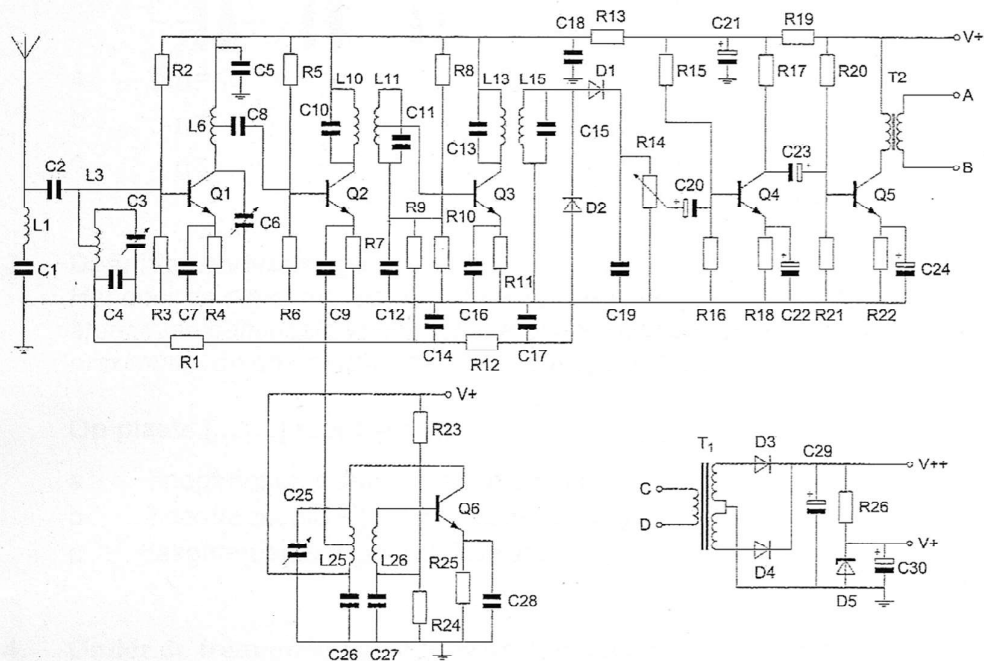 C18 R13 C21 R19
V+
R2 C5 R5 L10 L11 R8 L13 L15 D1 R15 R17 R20 T2
A
L6 C8 C10 C11 C13 C15 R14 C20 C23
B
C2 L3 C3 Q1 Q2 Q3 D2 Q4 Q5
L1 C6 R7 R9 R10
C1 C4 R11 C24
R3 C7 R4 R6 C9 C12 C16 C19 R16 R18 C22 R21 R22
R1 C14 R12 C17
V+
R23
T1 D3 C29 V++
C25 Q6 C
R26
D
L25 L26 R25 V+
D4 C30
C28 D5
R24
C26 C27